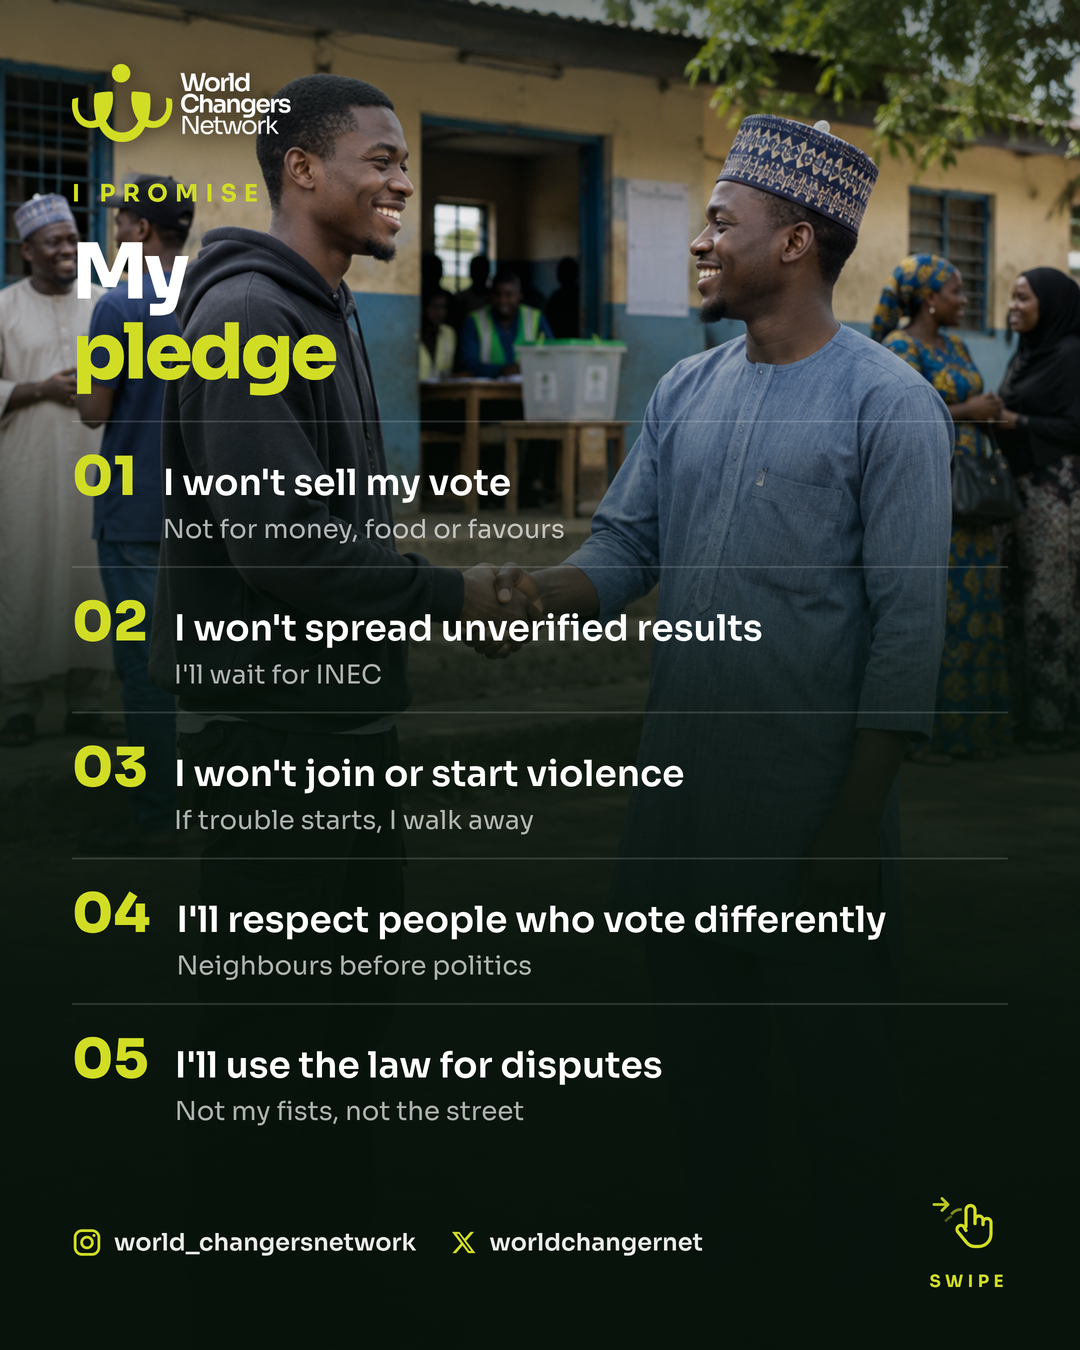 World
Changers
Network
I PROMISE
My
pledge
01 I won't sell my vote
Not for money, food or favours
02 I won't spread unverified results
I'll wait for INEC
03 I won't join or start violence
If trouble starts, I walk away
04 I'll respect people who vote differently
Neighbours before politics
05 I'll use the law for disputes
Not my fists, not the street
world_changersnetwork X worldchangernet
SWIPE